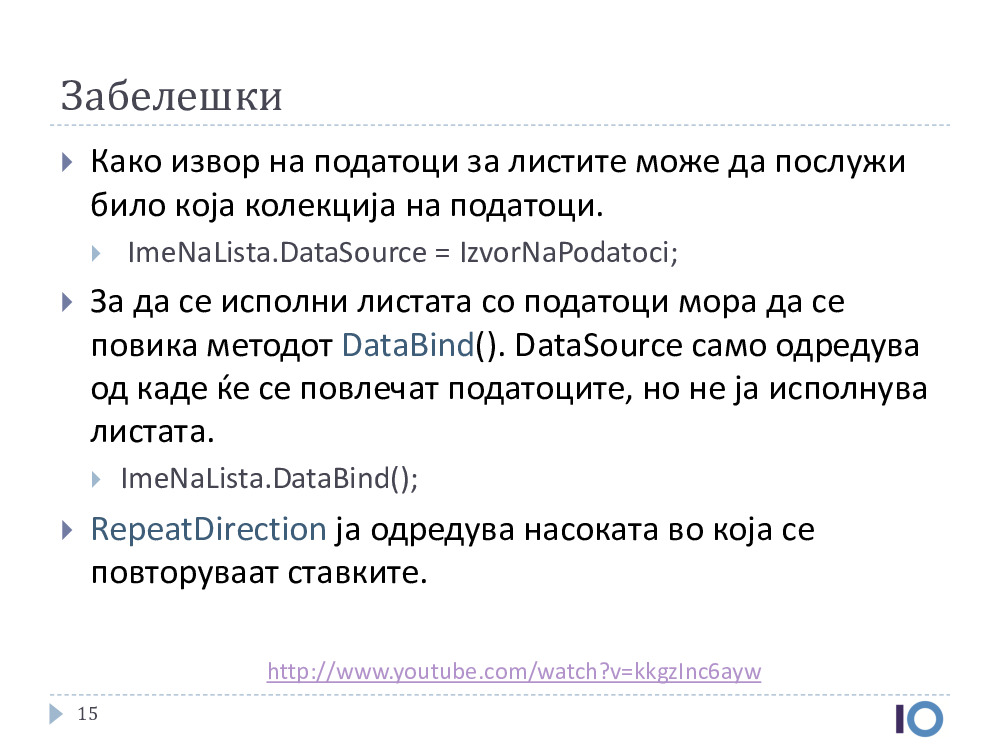 Забелешки
Како извор на податоци за листите може да послужи
било која колекција на податоци.
ImeNaLista.DataSource = IzvorNaPodatoci;
За да се исполни листата со податоци мора да се
повика методот DataBind(). DataSource само одредува
од каде ќе се повлечат податоците, но не ја исполнува
листата.
ImeNaLista.DataBind();
RepeatDirection ја одредува насоката во која се
повторуваат ставките.
http://www.youtube.com/watch?v=kkgzInc6ayw
15
IO